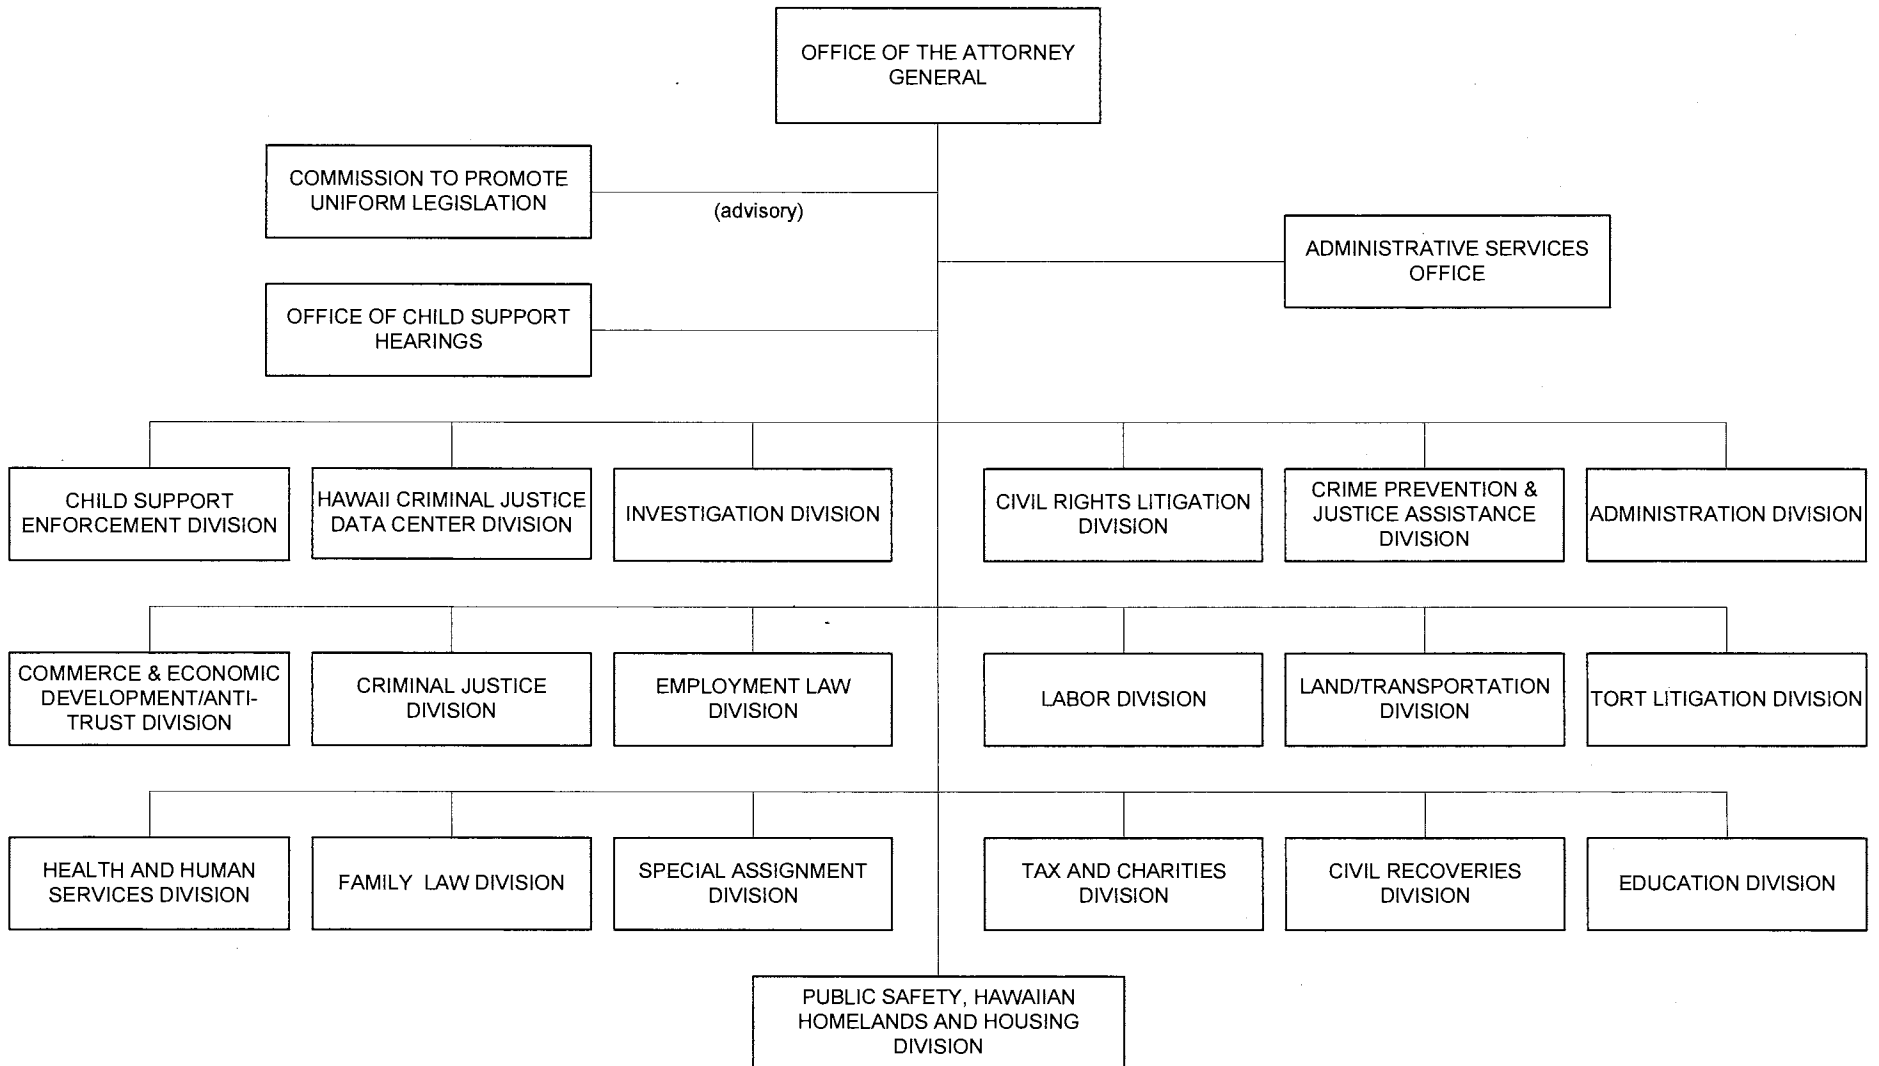 OFFICE OF THE ATTORNEY
GENERAL
COMMISSION TO PROMOTE
UNIFORM LEGISLATION
(advisory)
ADMINISTRATIVE SERVICES
OFFICE
OFFICE OF CHILD SUPPORT
HEARINGS
CHILD SUPPORT
ENFORCEMENT DIVISION
HAWAII CRIMINAL JUSTICE
DATA CENTER DIVISION
INVESTIGATION DIVISION
CIVIL RIGHTS LITIGATION
DIVISION
CRIME PREVENTION &
JUSTICE ASSISTANCE
DIVISION
ADMINISTRATION DIVISION
COMMERCE & ECONOMIC
DEVELOPMENT/ANTI-
TRUST DIVISION
CRIMINAL JUSTICE
DIVISION
EMPLOYMENT LAW
DIVISION
LABOR DIVISION
LAND/TRANSPORTATION
DIVISION
TORT LITIGATION DIVISION
HEALTH AND HUMAN
SERVICES DIVISION
FAMILY LAW DIVISION
SPECIAL ASSIGNMENT
DIVISION
TAX AND CHARITIES
DIVISION
CIVIL RECOVERIES
DIVISION
EDUCATION DIVISION
PUBLIC SAFETY, HAWAIIAN
HOMELANDS AND HOUSING
DIVISION